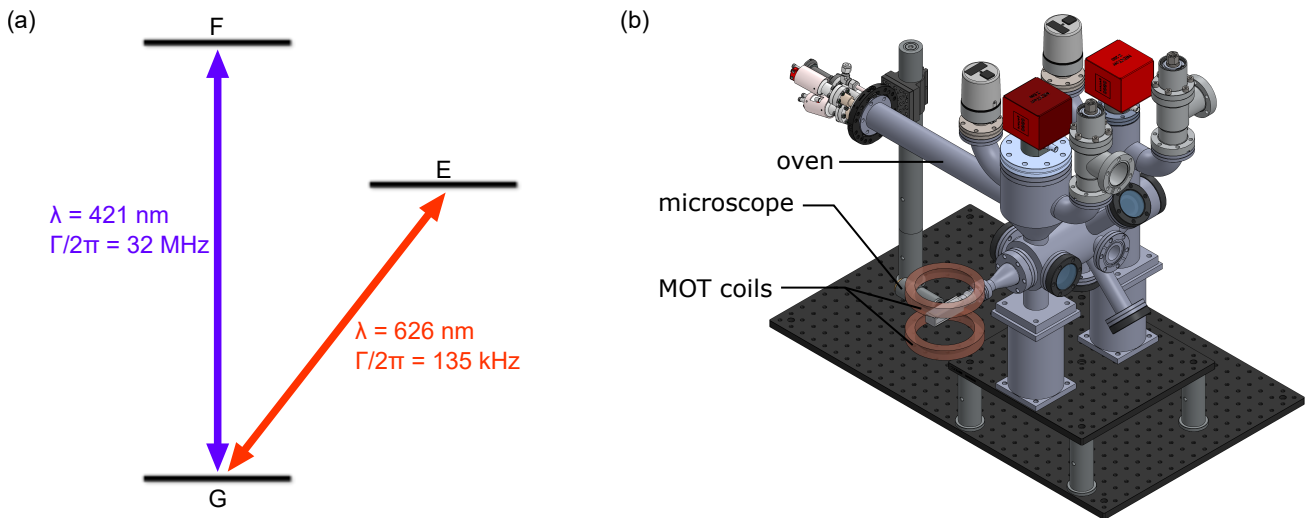 (a)
F
E
λ = 421 nm
Γ/2π = 32 MHz
λ = 626 nm
Γ/2π = 135 kHz
G
(b)
oven
microscope
MOT coils